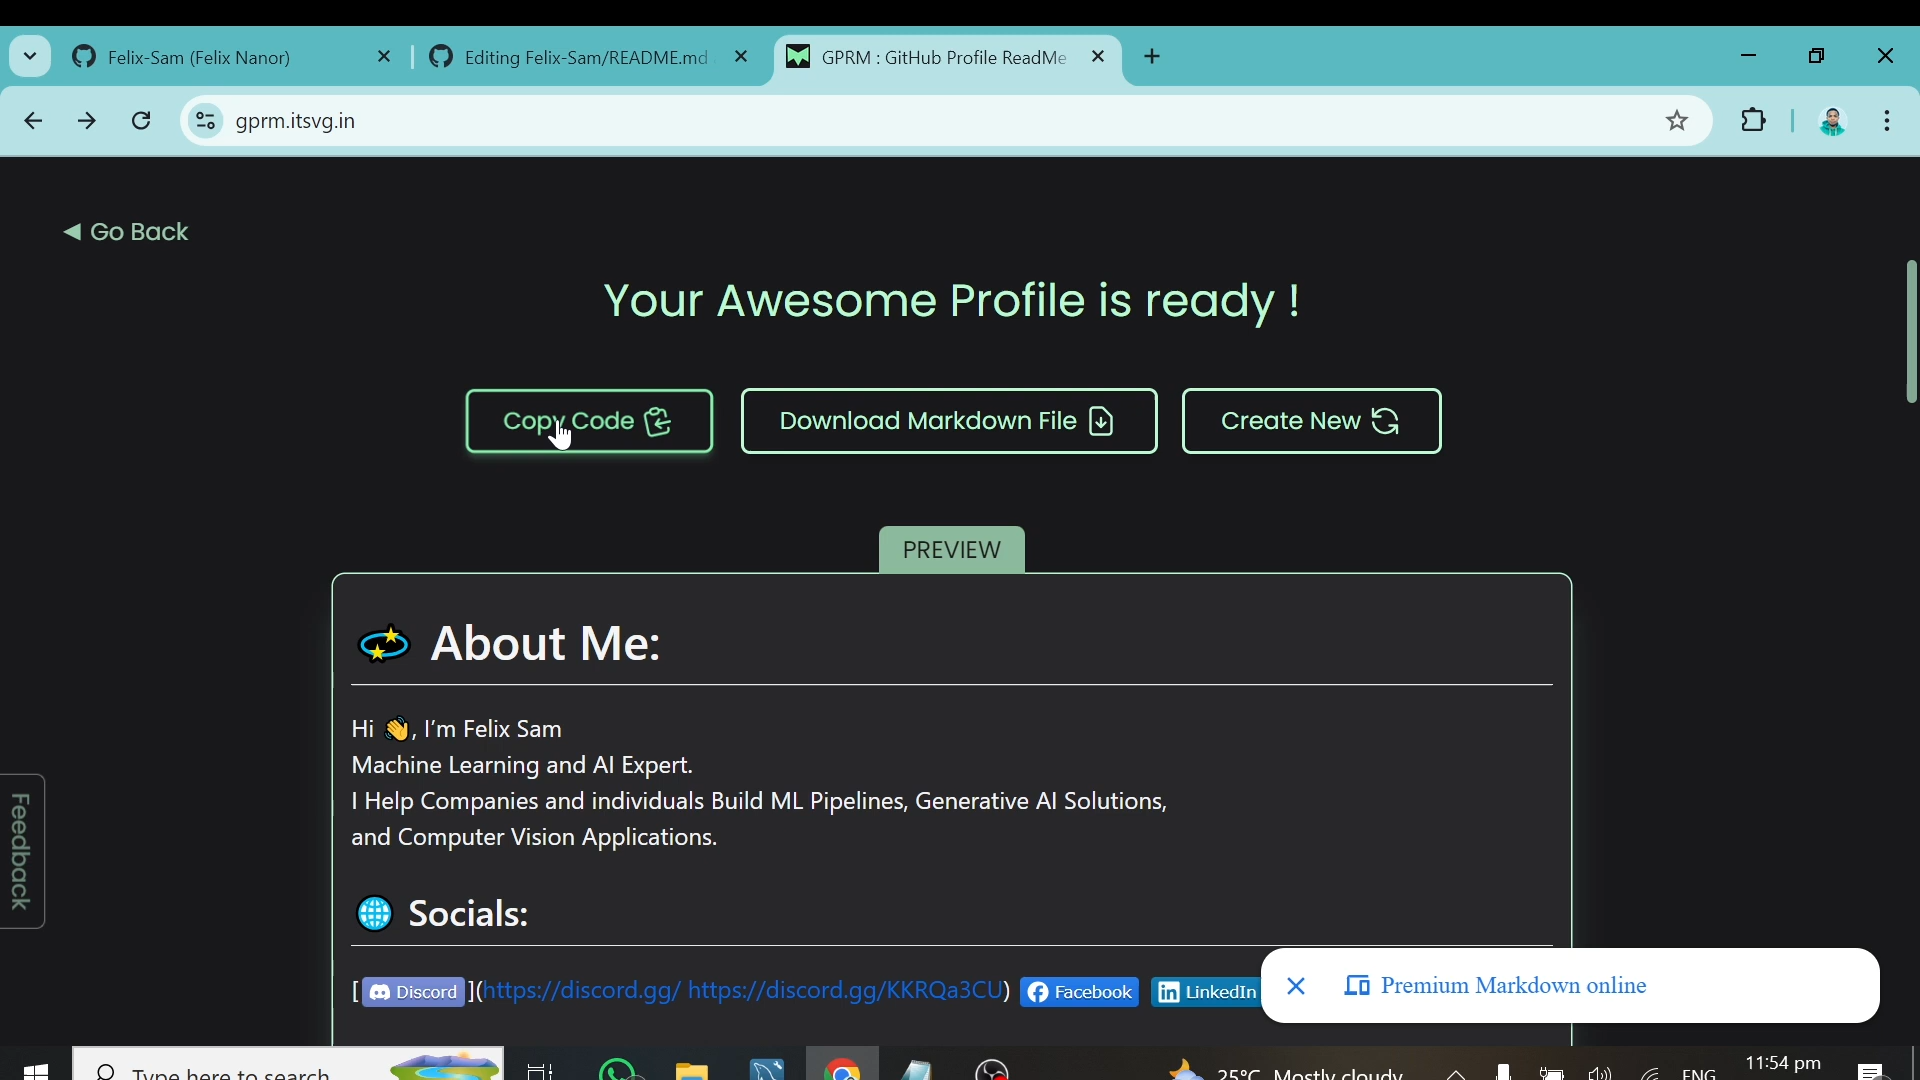 Felix-Sam (Felix Nanor)
Editing Felix-Sam/README.md
GPRM : GitHub Profile ReadMe
gprm.itsvg.in
◀ Go Back
Your Awesome Profile is ready !
Copy Code
Download Markdown File
Create New
PREVIEW
About Me:
Hi 👋, I'm Felix Sam
Machine Learning and AI Expert.
I Help Companies and individuals Build ML Pipelines, Generative AI Solutions,
and Computer Vision Applications.
Feedback
Socials:
[Discord](https://discord.gg/ https://discord.gg/KKRQa3CU) Facebook LinkedIn
Premium Markdown online
Type here to search
25°C Mostly cloudy
ENG
11:54 pm